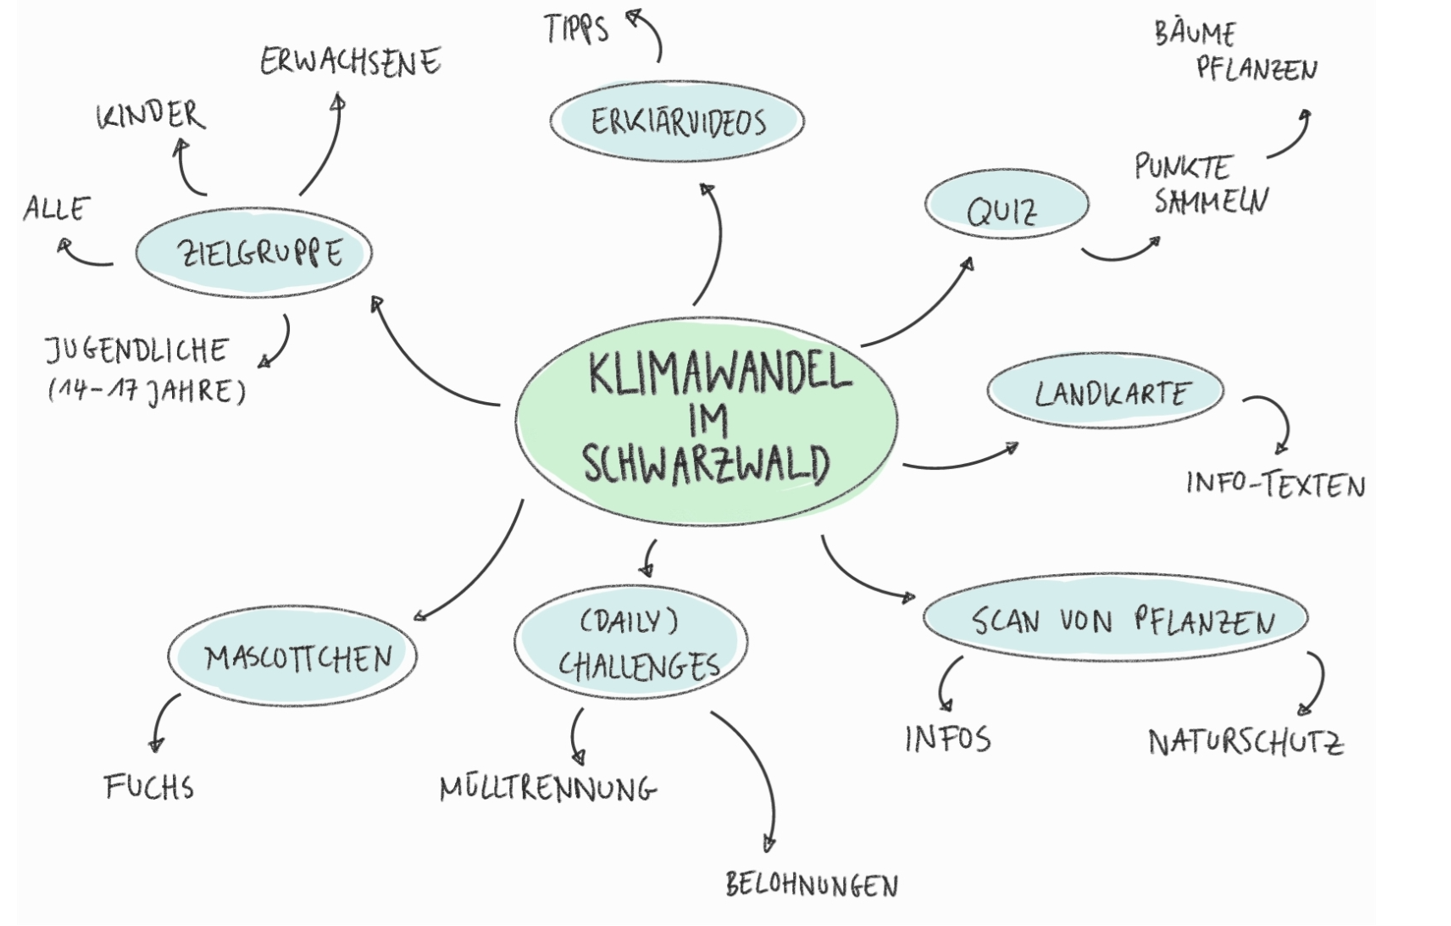 TIPPS
BÄUME
PFLANZEN
ERWACHSENE
KINDER
ERKLÄRVIDEOS
PUNKTE
SAMMELN
ALLE
QUIZ
ZIELGRUPPE
JUGENDLICHE
(14-17 JAHRE)
KLIMAWANDEL
IM
SCHWARZWALD
LANDKARTE
INFO-TEXTEN
(DAILY)
CHALLENGES
SCAN VON PFLANZEN
MASCOTTCHEN
INFOS
NATURSCHUTZ
FUCHS
MÜLLTRENNUNG
BELOHNUNGEN